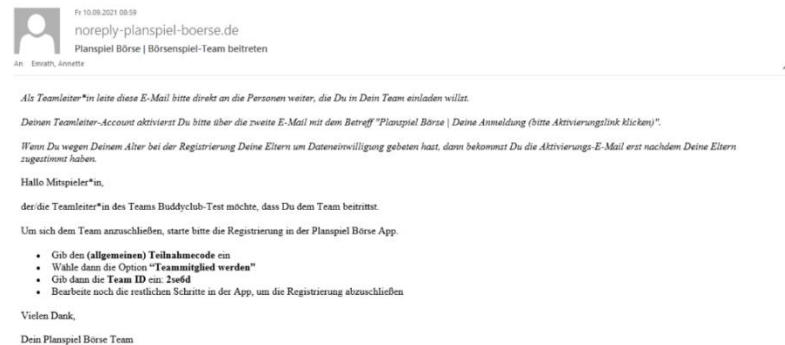 Fr 10.09.2021 08:59
noreply-planspiel-boerse.de
Planspiel Börse | Börsenspiel-Team beitreten
An Emrath, Annette
Als Teamleiter*in leite diese E-Mail bitte direkt an die Personen weiter, die Du in Dein Team einladen willst.
Deinen Teamleiter-Account aktivierst Du bitte über die zweite E-Mail mit dem Betreff "Planspiel Börse | Deine Anmeldung (bitte Aktivierungslink klicken)".
Wenn Du wegen Deinem Alter bei der Registrierung Deine Eltern um Dateneinwilligung gebeten hast, dann bekommst Du die Aktivierungs-E-Mail erst nachdem Deine Eltern
zugestimmt haben.
Hallo Mitspieler*in,
der/die Teamleiter*in des Teams Buddyclub-Test möchte, dass Du dem Team beitrittst.
Um sich dem Team anzuschließen, starte bitte die Registrierung in der Planspiel Börse App.
• Gib den (allgemeinen) Teilnahmecode ein
• Wähle dann die Option “Teammitglied werden”
• Gib dann die Team ID ein: 2se6d
• Bearbeite noch die restlichen Schritte in der App, um die Registrierung abzuschließen
Vielen Dank,
Dein Planspiel Börse Team